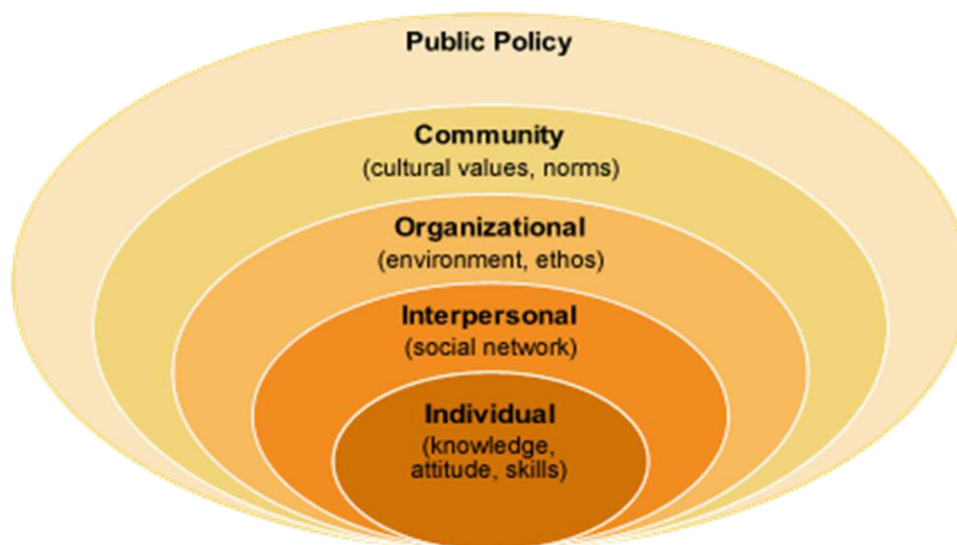 Public Policy
Community
(cultural values, norms)
Organizational
(environment, ethos)
Interpersonal
(social network)
Individual
(knowledge,
attitude, skills)